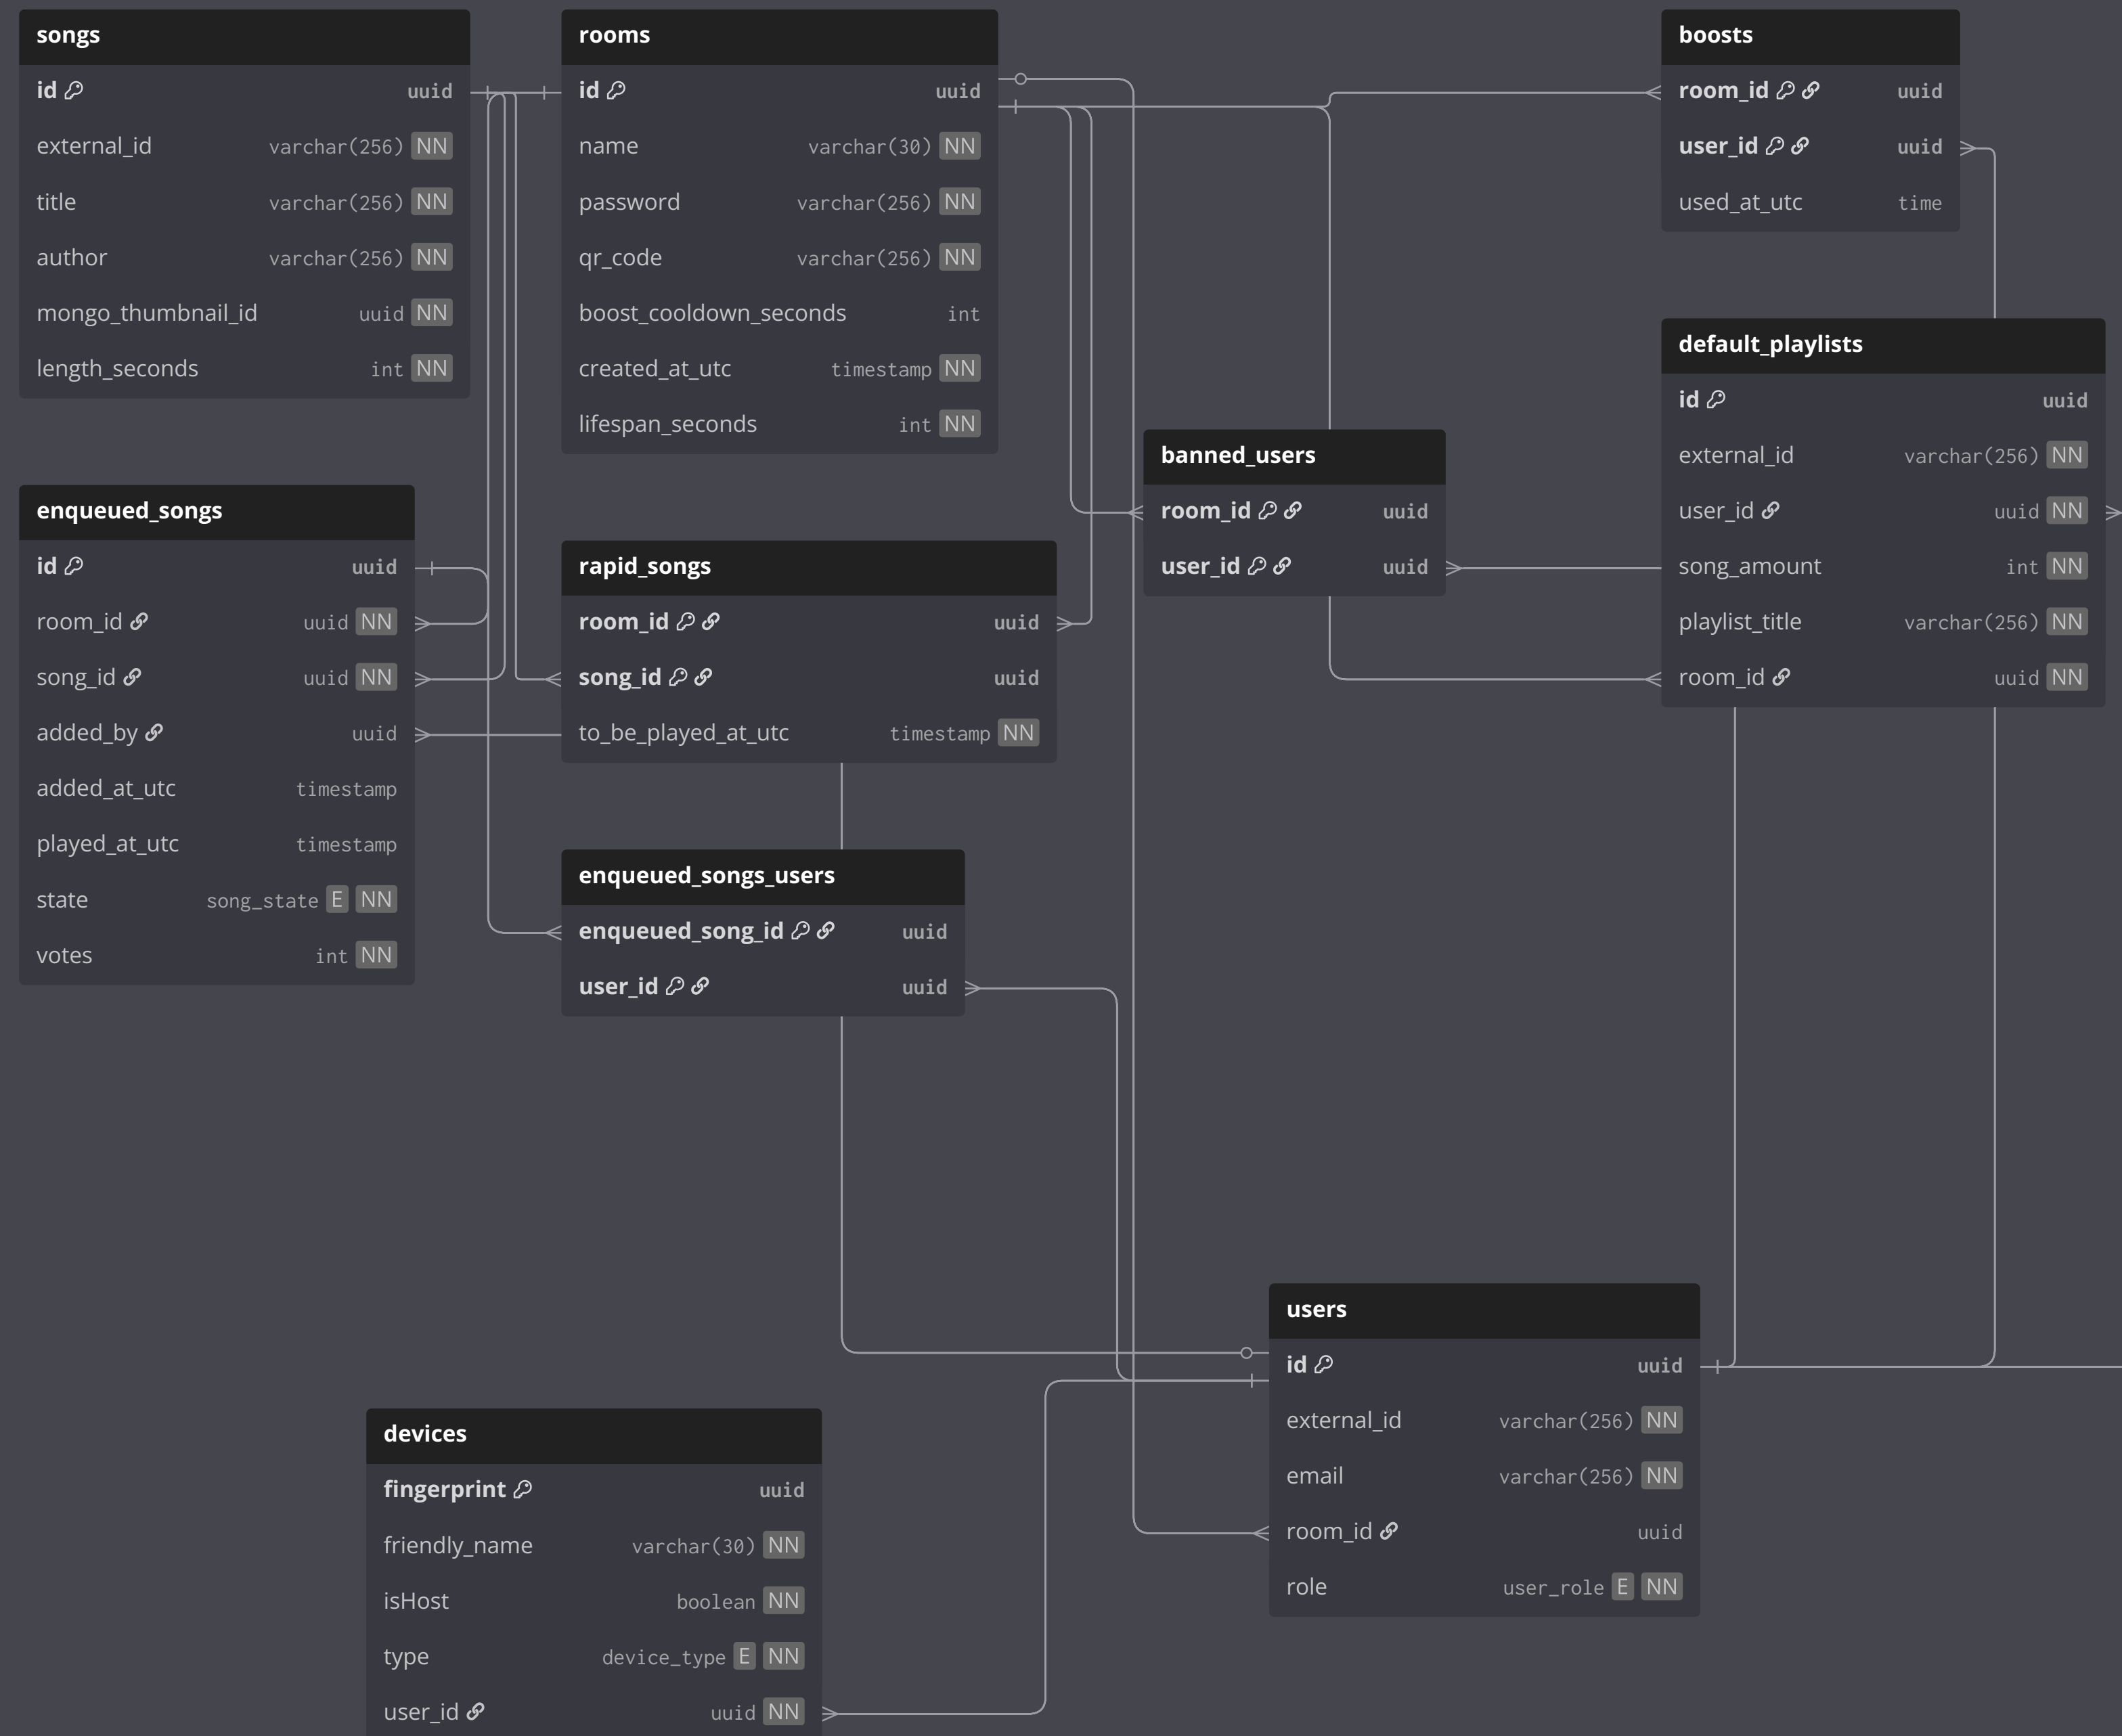 songs
id uuid
external_id varchar(256) NN
title varchar(256) NN
author varchar(256) NN
mongo_thumbnail_id uuid NN
length_seconds int NN
rooms
id uuid
name varchar(30) NN
password varchar(256) NN
qr_code varchar(256) NN
boost_cooldown_seconds int
created_at_utc timestamp NN
lifespan_seconds int NN
boosts
room_id uuid
user_id uuid
used_at_utc time
default_playlists
id uuid
external_id varchar(256) NN
user_id uuid NN
song_amount int NN
playlist_title varchar(256) NN
room_id uuid NN
banned_users
room_id uuid
user_id uuid
enqueued_songs
id uuid
room_id uuid NN
song_id uuid NN
added_by uuid
added_at_utc timestamp
played_at_utc timestamp
state song_state E NN
votes int NN
rapid_songs
room_id uuid
song_id uuid
to_be_played_at_utc timestamp NN
enqueued_songs_users
enqueued_song_id uuid
user_id uuid
users
id uuid
external_id varchar(256) NN
email varchar(256) NN
room_id uuid
role user_role E NN
devices
fingerprint uuid
friendly_name varchar(30) NN
isHost boolean NN
type device_type E NN
user_id uuid NN